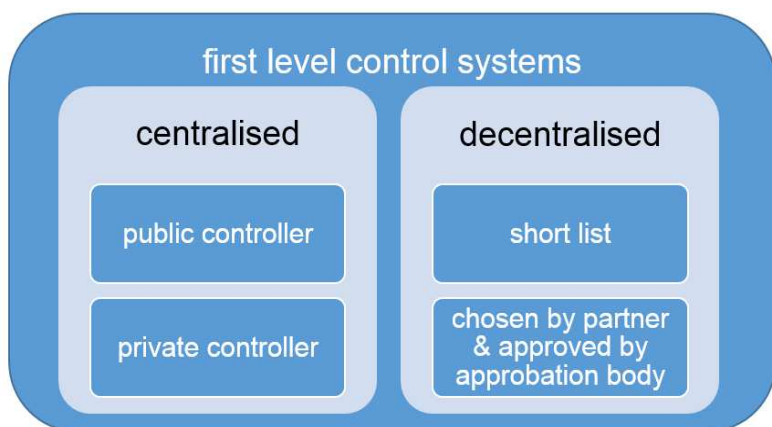 first level control systems
centralised
public controller
private controller
decentralised
short list
chosen by partner
& approved by
approbation body